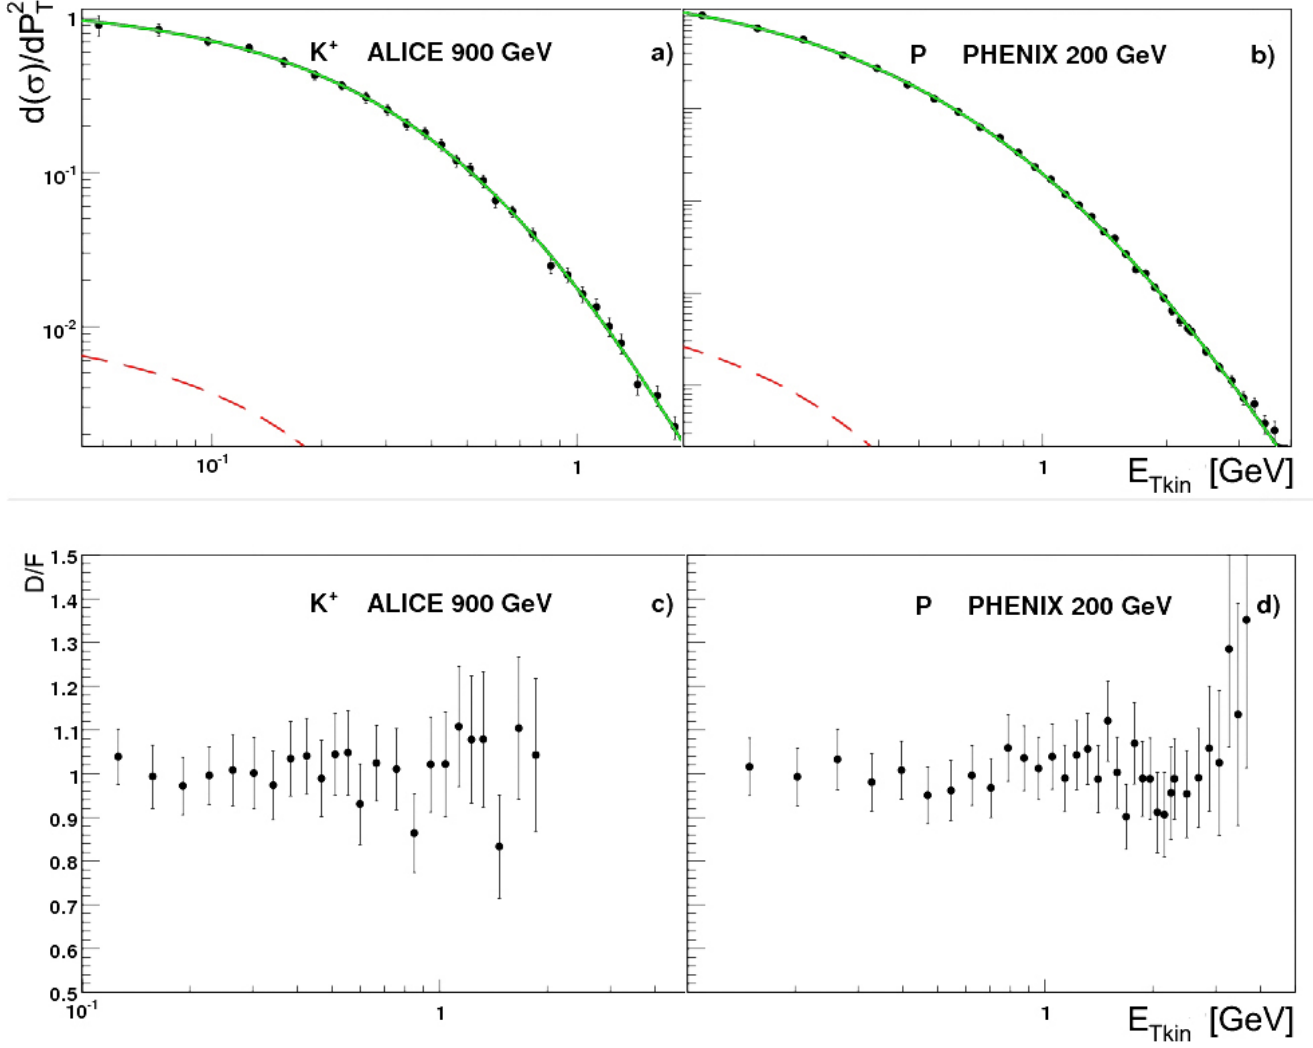 d(σ)/dP_T^2
1
10^-1
10^-2
K^+ ALICE 900 GeV a)
P PHENIX 200 GeV b)
10^-1 1 1 E_Tkin [GeV]
D/F
1.5
1.4
1.3
1.2
1.1
1
0.9
0.8
0.7
0.6
0.5
K^+ ALICE 900 GeV c)
P PHENIX 200 GeV d)
10^-1 1 1 E_Tkin [GeV]